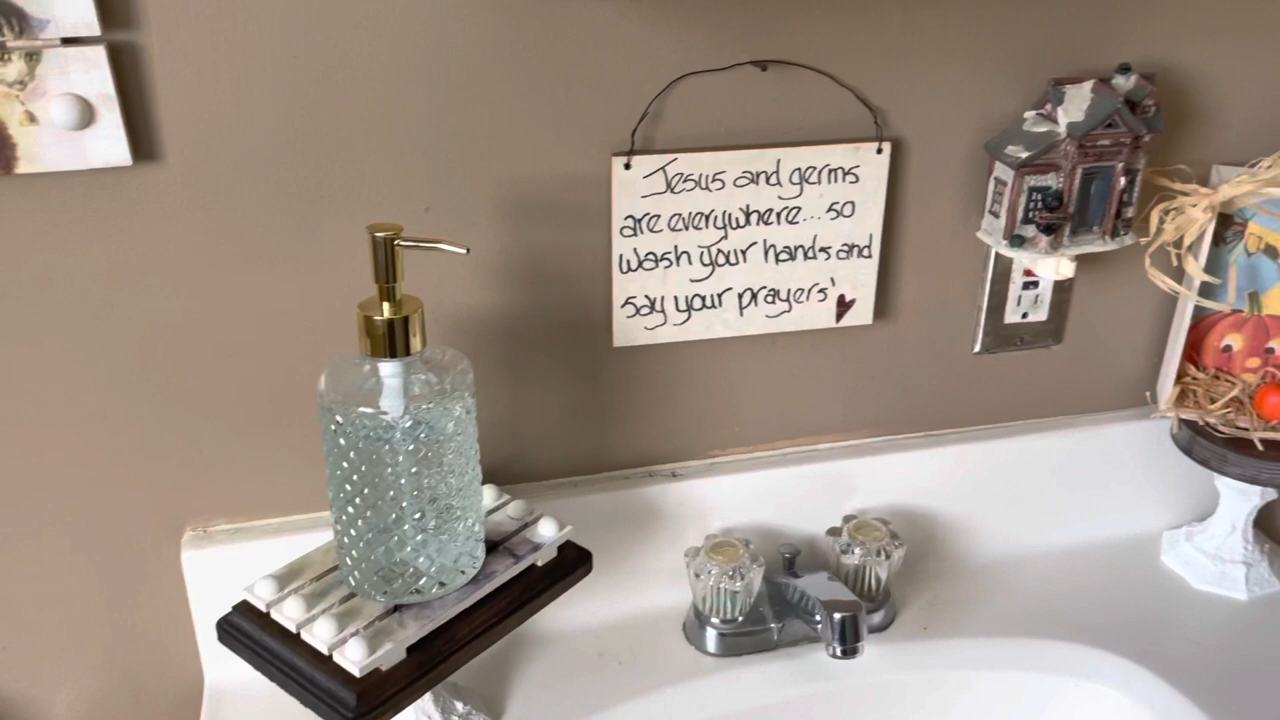 Jesus and germs
are everywhere...so
wash your hands and
say your prayers'